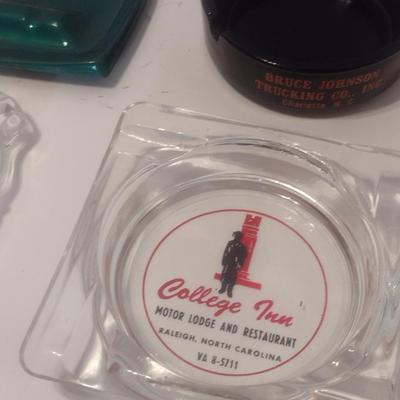 BRUCE JOHNSON
TRUCKING CO., INC.
Charlotte, N. C.
College Inn
MOTOR LODGE AND RESTAURANT
RALEIGH, NORTH CAROLINA
VA 8-5711